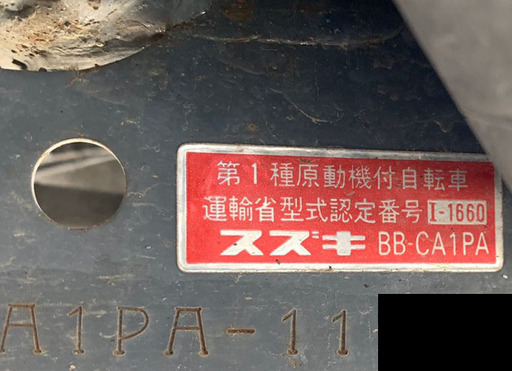 第1種原動機付自転車
運輸省型式認定番号 I-1660
スズキ BB-CA1PA
A1PA-11